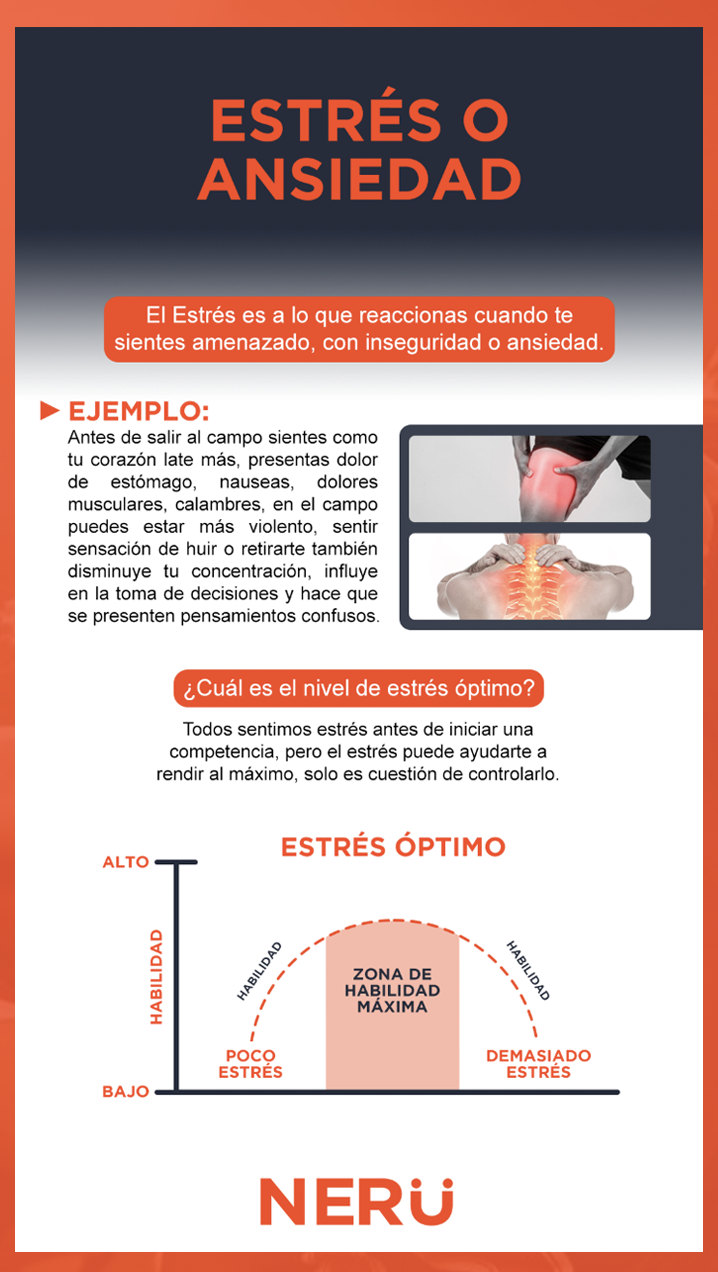 ESTRÉS O
ANSIEDAD
El Estrés es a lo que reaccionas cuando te
sientes amenazado, con inseguridad o ansiedad.
EJEMPLO:
Antes de salir al campo sientes como
tu corazón late más, presentas dolor
de estómago, nauseas, dolores
musculares, calambres, en el campo
puedes estar más violento, sentir
sensación de huir o retirarte también
disminuye tu concentración, influye
en la toma de decisiones y hace que
se presenten pensamientos confusos.
¿Cuál es el nivel de estrés óptimo?
Todos sentimos estrés antes de iniciar una
competencia, pero el estrés puede ayudarte a
rendir al máximo, solo es cuestión de controlarlo.
ESTRÉS ÓPTIMO
ALTO
HABILIDAD
BAJO
HABILIDAD
POCO
ESTRÉS
ZONA DE
HABILIDAD
MÁXIMA
HABILIDAD
DEMASIADO
ESTRÉS
NERÜ